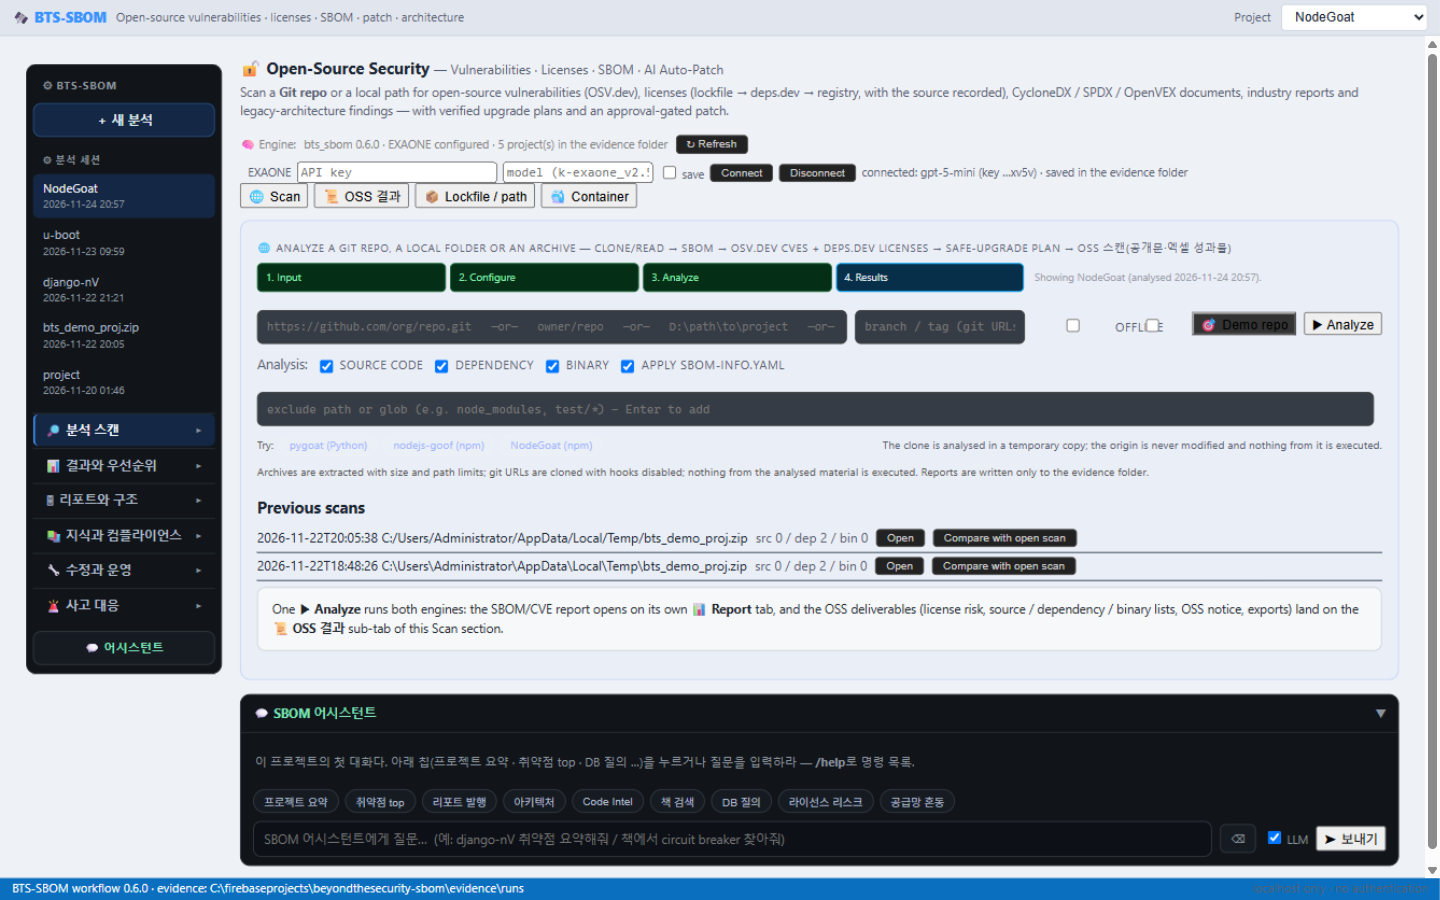 BTS-SBOM Open-source vulnerabilities · licenses · SBOM · patch · architecture
Project NodeGoat
⚙ BTS-SBOM
+ 새 분석
⚙ 분석 세션
NodeGoat
2026-11-24 20:57
u-boot
2026-11-23 09:59
django-nV
2026-11-22 21:21
bts_demo_proj.zip
2026-11-22 20:05
project
2026-11-20 01:46
분석 스캔
결과와 우선순위
리포트와 구조
지식과 컴플라이언스
수정과 운영
사고 대응
어시스턴트
Open-Source Security — Vulnerabilities · Licenses · SBOM · AI Auto-Patch
Scan a Git repo or a local path for open-source vulnerabilities (OSV.dev), licenses (lockfile → deps.dev → registry, with the source recorded), CycloneDX / SPDX / OpenVEX documents, industry reports and
legacy-architecture findings — with verified upgrade plans and an approval-gated patch.
Engine: bts_sbom 0.6.0 · EXAONE configured · 5 project(s) in the evidence folder ↻ Refresh
EXAONE API key model (k-exaone_v2.5 save Connect Disconnect connected: gpt-5-mini (key ...xv5v) · saved in the evidence folder
Scan OSS 결과 Lockfile / path Container
ANALYZE A GIT REPO, A LOCAL FOLDER OR AN ARCHIVE — CLONE/READ → SBOM → OSV.DEV CVES + DEPS.DEV LICENSES → SAFE-UPGRADE PLAN → OSS 스캔(공개문·엑셀 성과물)
1. Input 2. Configure 3. Analyze 4. Results Showing NodeGoat (analysed 2026-11-24 20:57).
https://github.com/org/repo.git —or— owner/repo —or— D:\path\to\project —or— branch / tag (git URLs OFFLINE Demo repo ▶ Analyze
Analysis: SOURCE CODE DEPENDENCY BINARY APPLY SBOM-INFO.YAML
exclude path or glob (e.g. node_modules, test/*) — Enter to add
Try: pygoat (Python) nodejs-goof (npm) NodeGoat (npm) The clone is analysed in a temporary copy; the origin is never modified and nothing from it is executed.
Archives are extracted with size and path limits; git URLs are cloned with hooks disabled; nothing from the analysed material is executed. Reports are written only to the evidence folder.
Previous scans
2026-11-22T20:05:38 C:/Users/Administrator/AppData/Local/Temp/bts_demo_proj.zip src 0 / dep 2 / bin 0 Open Compare with open scan
2026-11-22T18:48:26 C:\Users\Administrator\AppData\Local\Temp\bts_demo_proj.zip src 0 / dep 2 / bin 0 Open Compare with open scan
One ▶ Analyze runs both engines: the SBOM/CVE report opens on its own Report tab, and the OSS deliverables (license risk, source / dependency / binary lists, OSS notice, exports) land on the
OSS 결과 sub-tab of this Scan section.
SBOM 어시스턴트 ▼
이 프로젝트의 첫 대화다. 아래 칩(프로젝트 요약 · 취약점 top · DB 질의 ...)을 누르거나 질문을 입력하라 — /help로 명령 목록.
프로젝트 요약 취약점 top 리포트 발행 아키텍처 Code Intel 책 검색 DB 질의 라이선스 리스크 공급망 혼동
SBOM 어시스턴트에게 질문... (예: django-nV 취약점 요약해줘 / 책에서 circuit breaker 찾아줘) LLM ➤ 보내기
BTS-SBOM workflow 0.6.0 · evidence: C:\firebaseprojects\beyondthesecurity-sbom\evidence\runs localhost only · no authentication